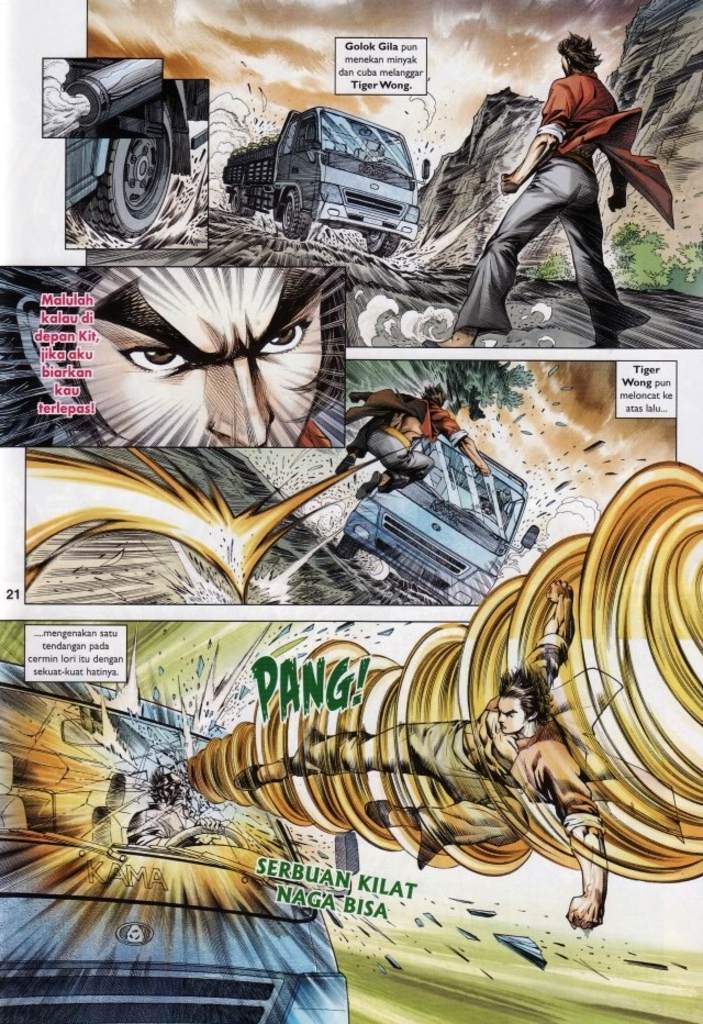 Golok Gila pun
menekan minyak
dan cuba melanggar
Tiger Wong.
Malulah
kalau di
depan Kit,
jika aku
biarkan
kau
terlepas!
Tiger
Wong pun
meloncat ke
atas lalu...
21
....mengenakan satu
tendangan pada
cermin lori itu dengan
sekuat-kuat hatinya.
PANG!
KAMA
SERBUAN KILAT
NAGA BISA